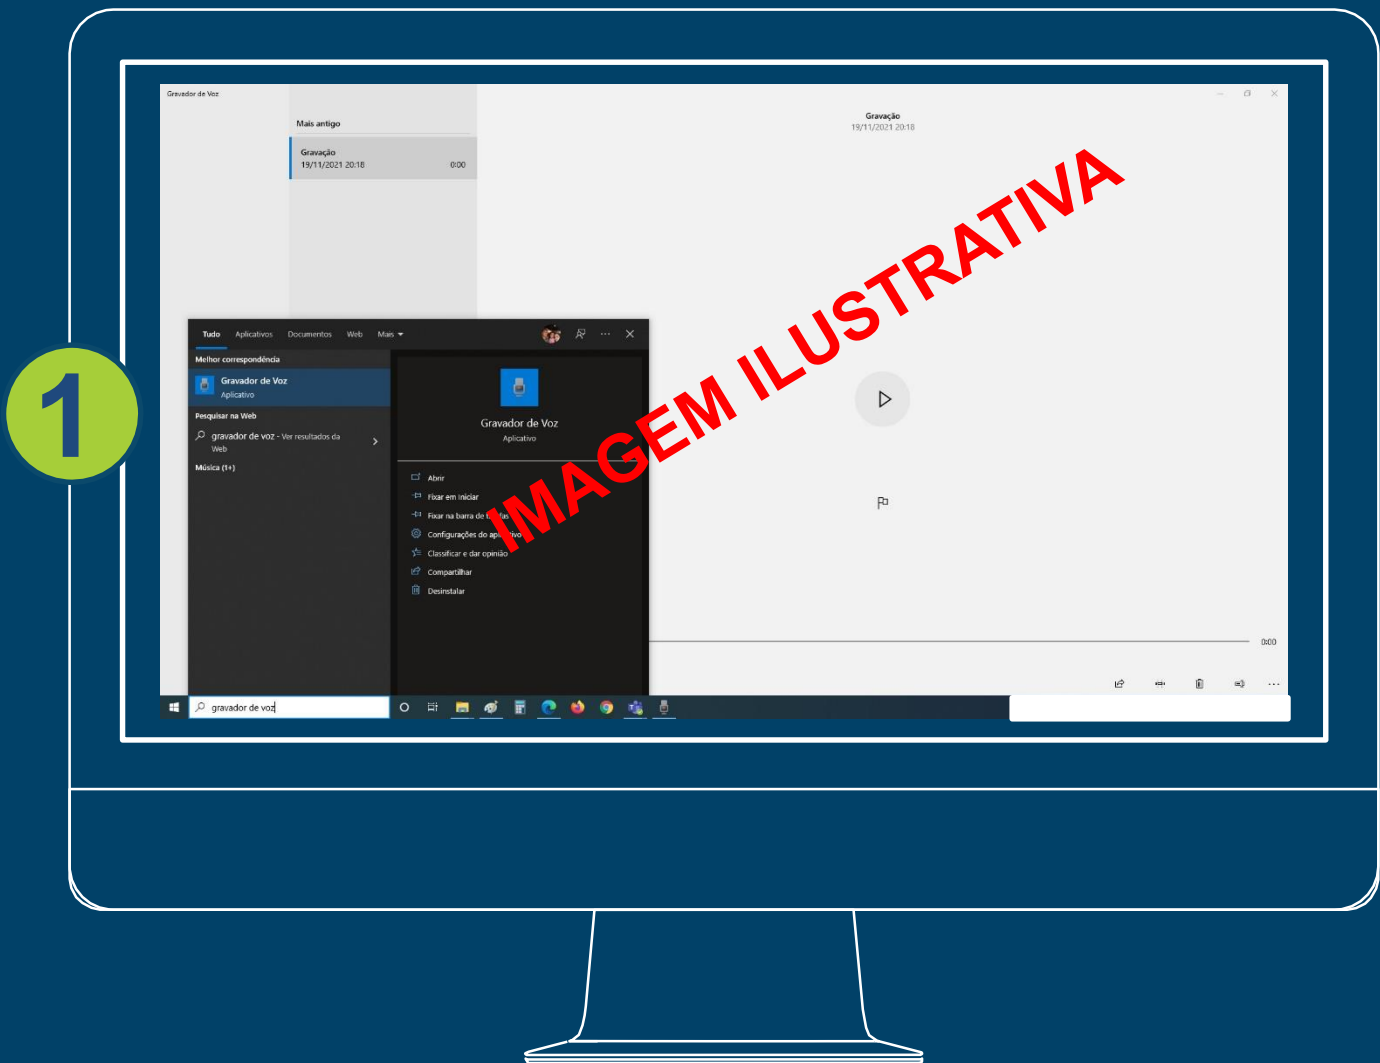 Gravador de Voz
Mais antigo
Gravação
19/11/2021 20:18
0:00
Gravação
19/11/2021 20:18
IMAGEM ILUSTRATIVA
1
Tudo Aplicativos Documentos Web Mais
Melhor correspondência
Gravador de Voz
Aplicativo
Pesquisar na Web
gravador de voz - Ver resultados da
Web
Música (1+)
Gravador de Voz
Aplicativo
Abrir
Fixar em Iniciar
Fixar na barra de
Configurações do
Classificar e dar opinião
Compartilhar
Desinstalar
0:00
gravador de voz